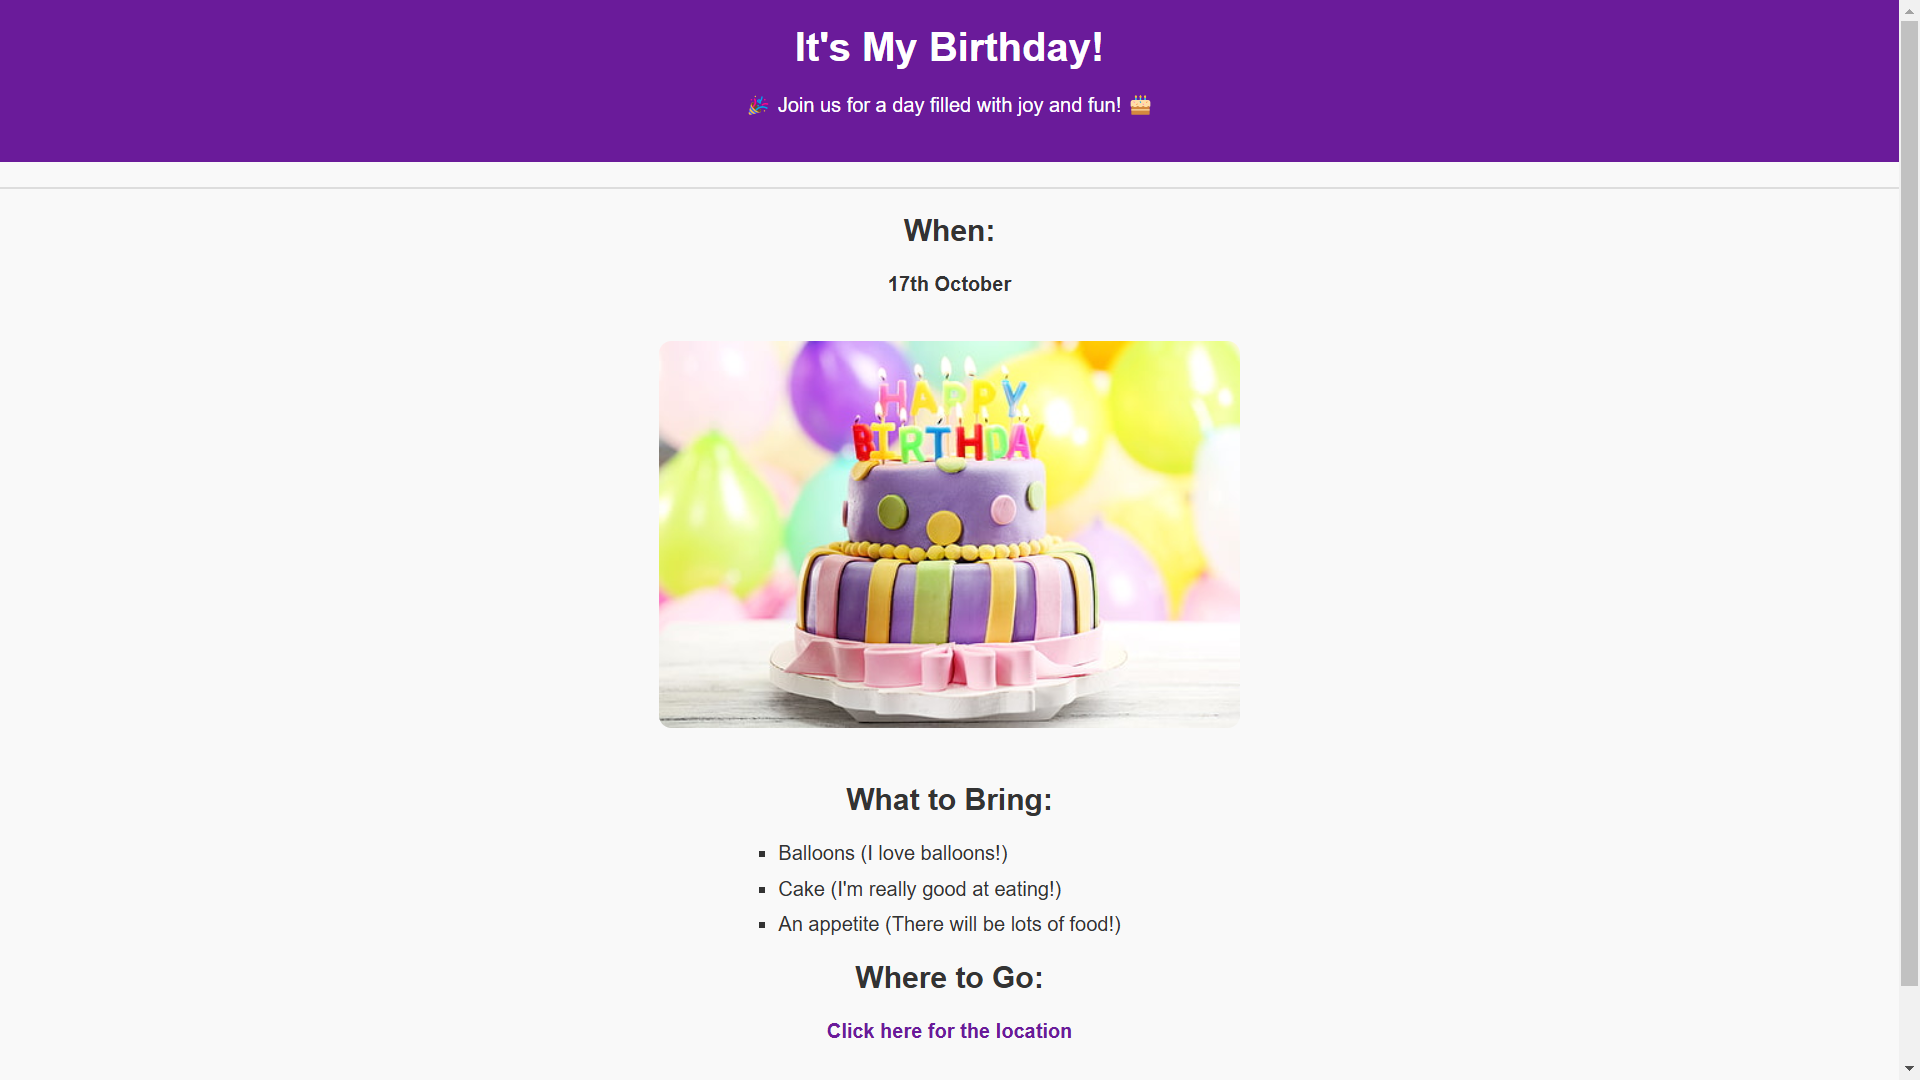 It's My Birthday!
🎉 Join us for a day filled with joy and fun! 🎂
When:
17th October
HAPPY
BIRTHDAY
What to Bring:
▪ Balloons (I love balloons!)
▪ Cake (I'm really good at eating!)
▪ An appetite (There will be lots of food!)
Where to Go:
Click here for the location